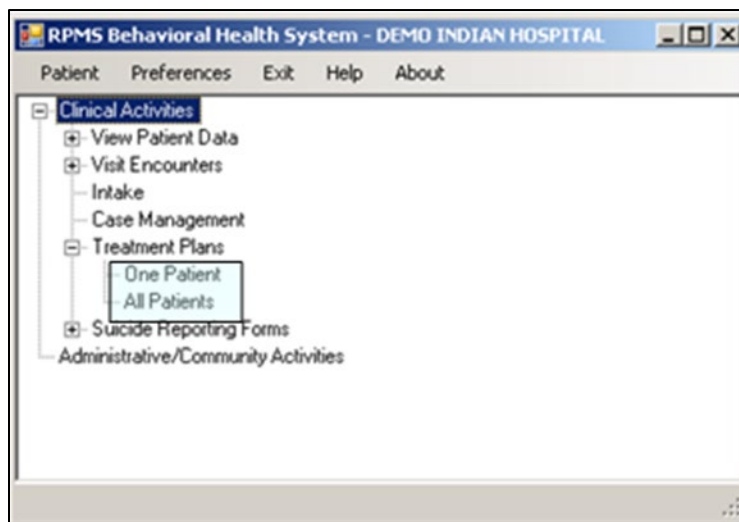 RPMS Behavioral Health System - DEMO INDIAN HOSPITAL
Patient Preferences Exit Help About
Clinical Activities
View Patient Data
Visit Encounters
Intake
Case Management
Treatment Plans
One Patient
All Patients
Suicide Reporting Forms
Administrative/Community Activities